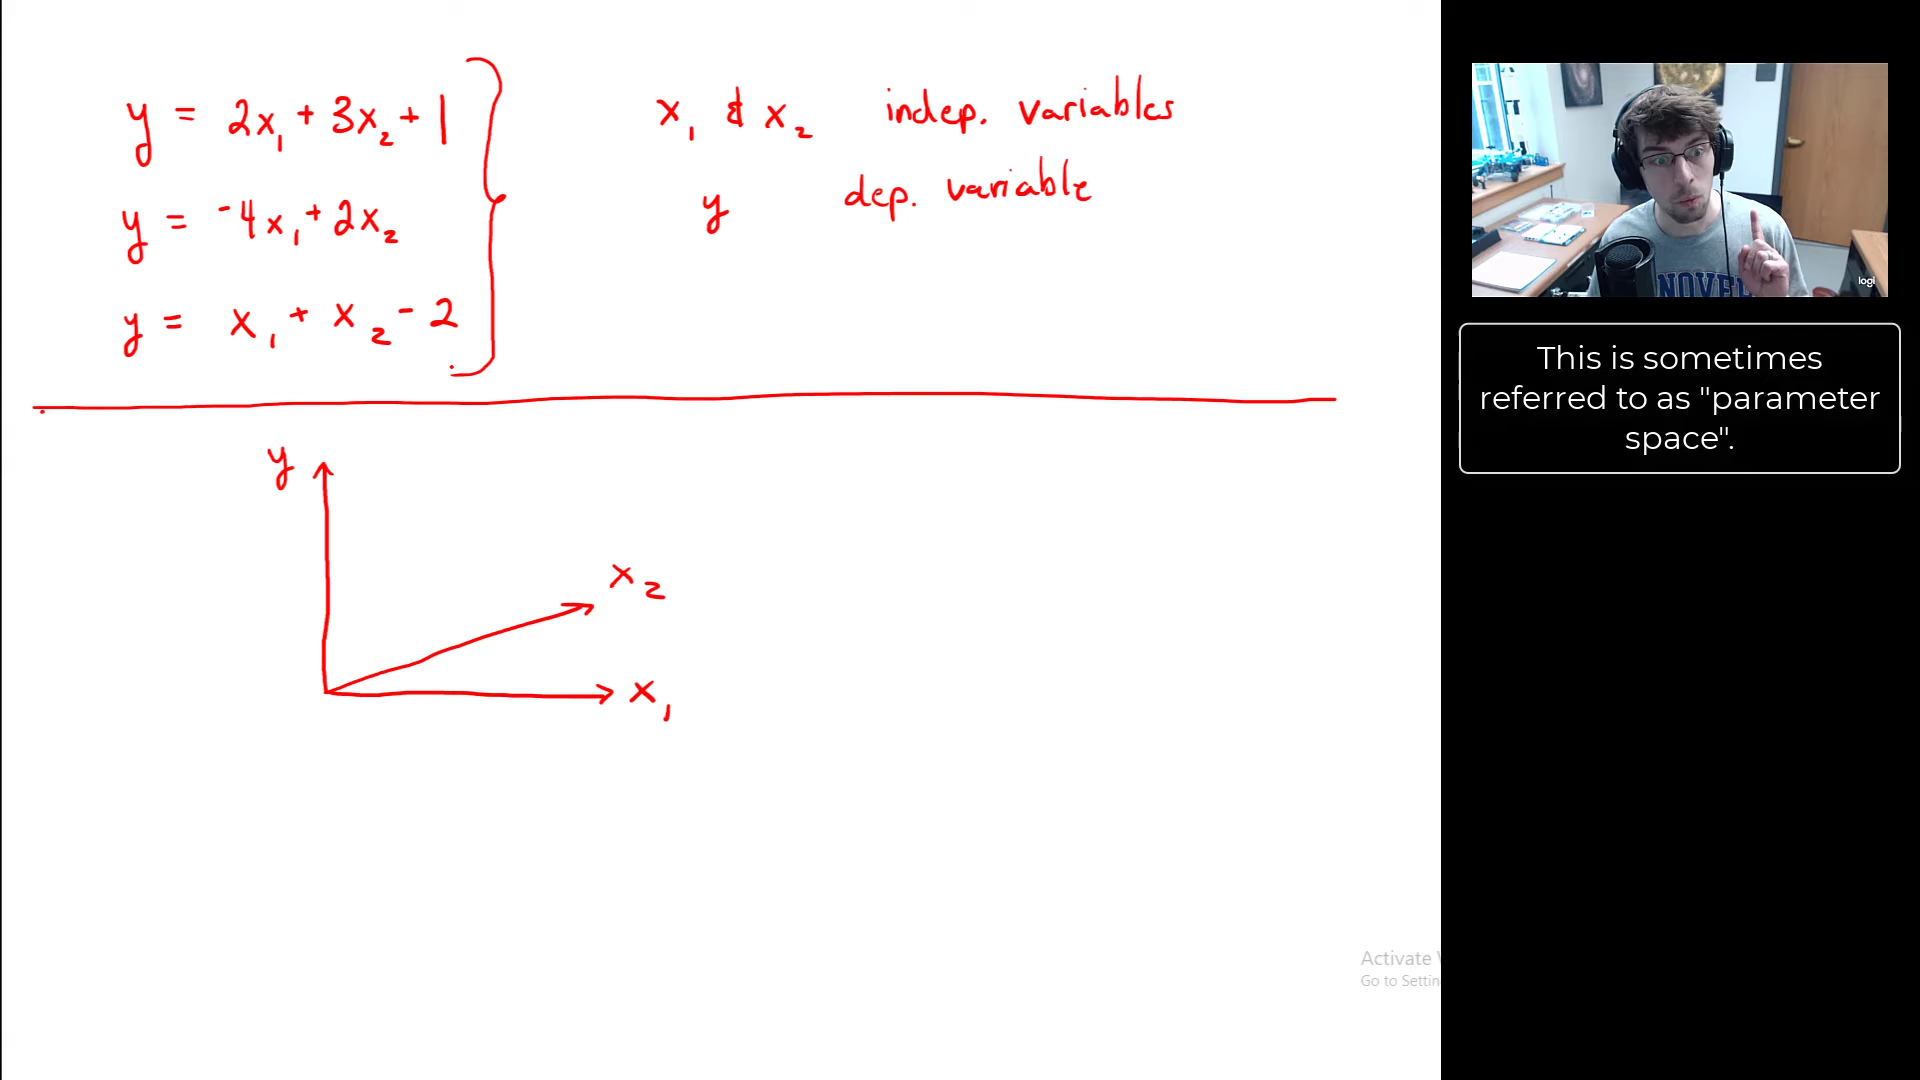 y = 2x₁ + 3x₂ + 1
y = -4x₁ + 2x₂
y = x₁ + x₂ - 2
x₁ & x₂ indep. variables
y dep. variable
y
x₂
x₁
logi
This is sometimes
referred to as "parameter
space".
Activate
Go to Settin